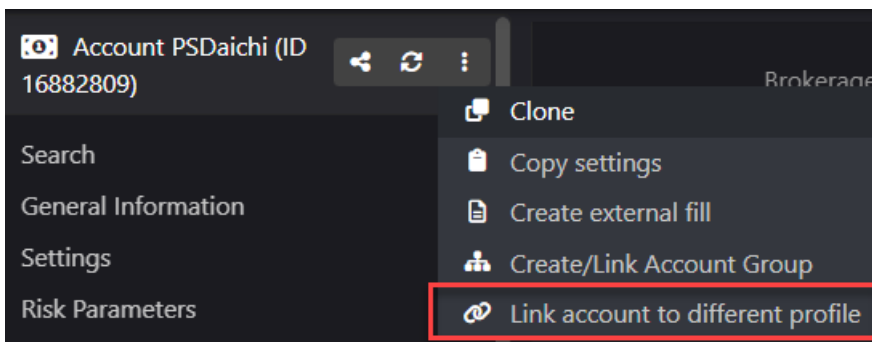 Account PSDaichi (ID
16882809)
Brokerage
Clone
Search
Copy settings
General Information
Create external fill
Settings
Create/Link Account Group
Risk Parameters
Link account to different profile